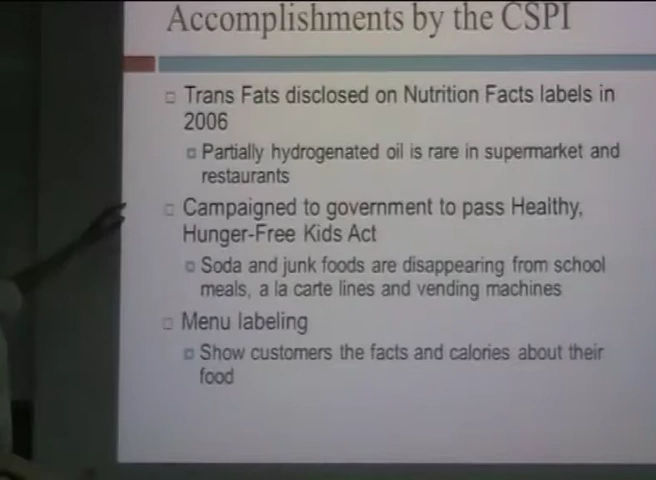 Accomplishments by the CSPI
Trans Fats disclosed on Nutrition Facts labels in
2006
Partially hydrogenated oil is rare in supermarket and
restaurants
Campaigned to government to pass Healthy,
Hunger-Free Kids Act
Soda and junk foods are disappearing from school
meals, a la carte lines and vending machines
Menu labeling
Show customers the facts and calories about their
food